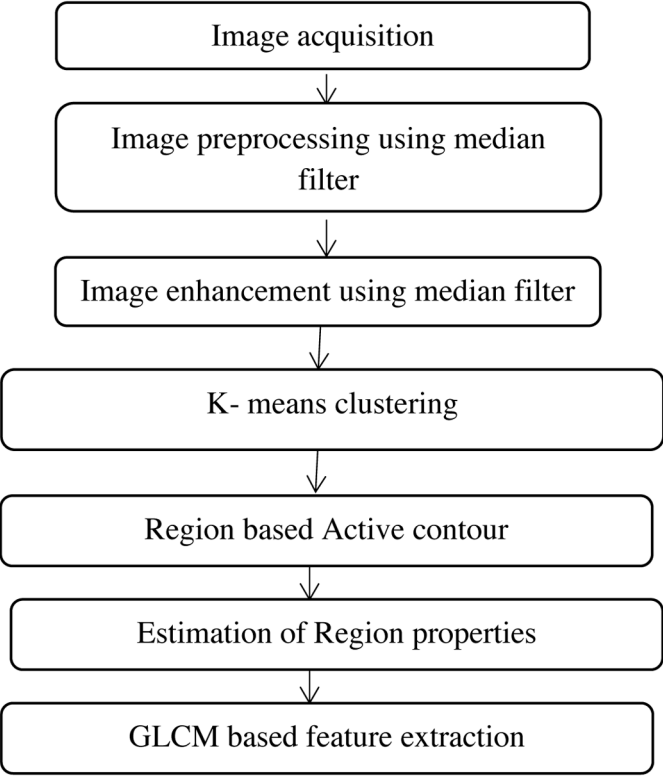 Image acquisition
Image preprocessing using median
filter
Image enhancement using median filter
K- means clustering
Region based Active contour
Estimation of Region properties
GLCM based feature extraction